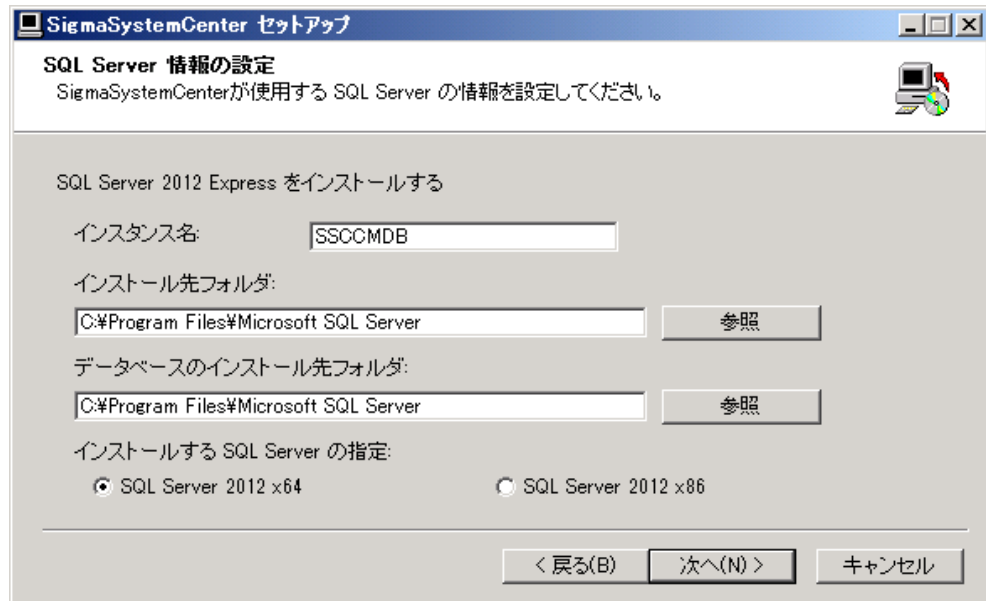 SigmaSystemCenter セットアップ
SQL Server 情報の設定
SigmaSystemCenterが使用する SQL Server の情報を設定してください。
SQL Server 2012 Express をインストールする
インスタンス名: SSCCMDB
インストール先フォルダ:
C:¥Program Files¥Microsoft SQL Server 参照
データベースのインストール先フォルダ:
C:¥Program Files¥Microsoft SQL Server 参照
インストールする SQL Server の指定:
SQL Server 2012 x64 SQL Server 2012 x86
< 戻る(B) 次へ(N) > キャンセル